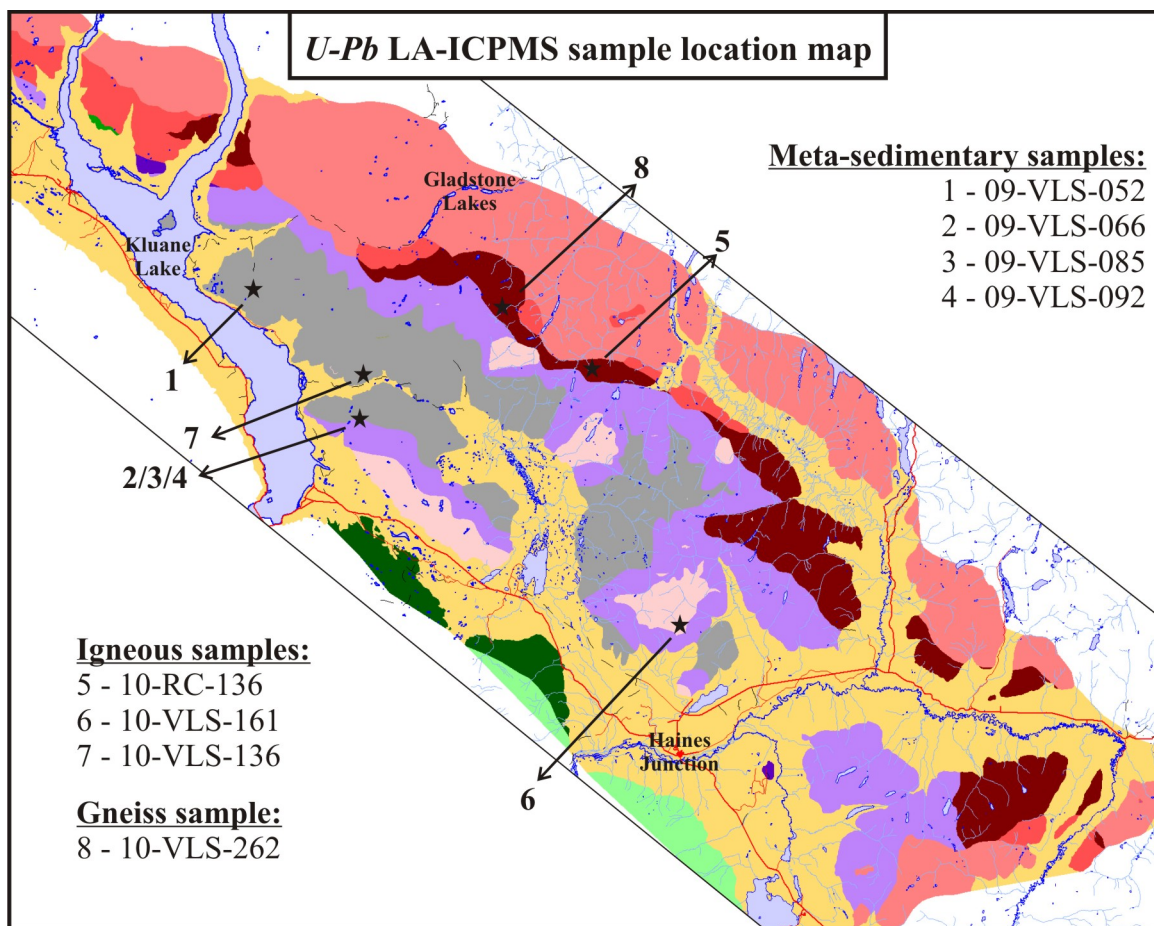 U-Pb LA-ICPMS sample location map
8
Gladstone
Lakes
5
Kluane
Lake
Meta-sedimentary samples:
1 - 09-VLS-052
2 - 09-VLS-066
3 - 09-VLS-085
4 - 09-VLS-092
1
7
2/3/4
Igneous samples:
5 - 10-RC-136
6 - 10-VLS-161
7 - 10-VLS-136
Gneiss sample:
8 - 10-VLS-262
Haines
Junction
6